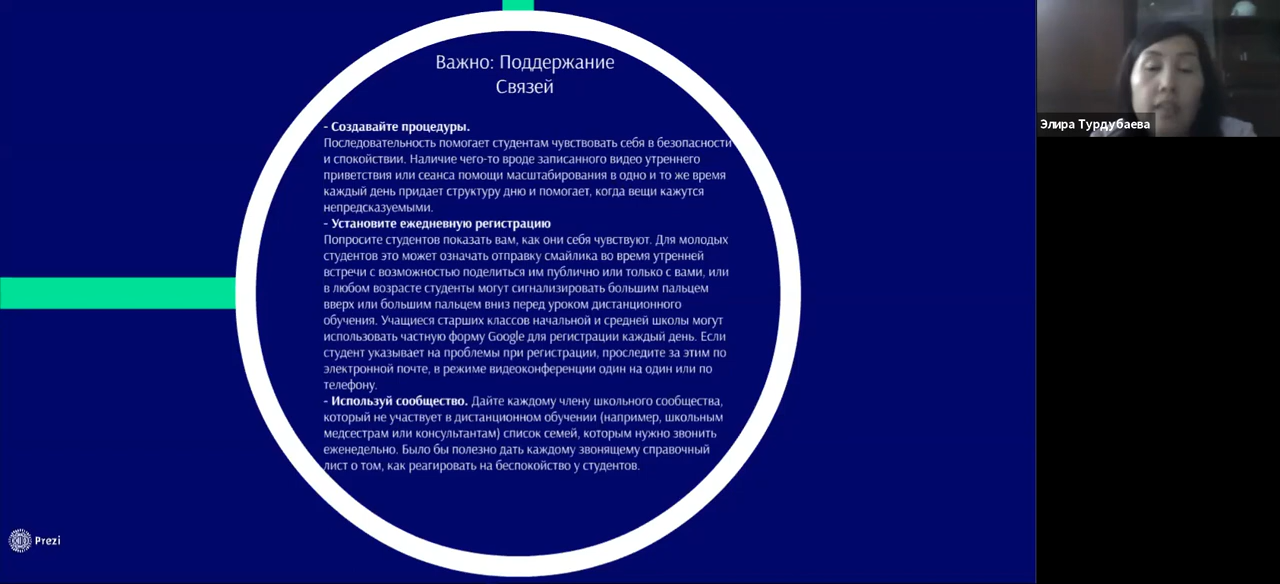 Важно: Поддержание
Связей
- Создавайте процедуры.
Последовательность помогает студентам чувствовать себя в безопасности
и спокойствии. Наличие чего-то вроде записанного видео утреннего
приветствия или сеанса помощи масштабирования в одно и то же время
каждый день придает структуру дню и помогает, когда вещи кажутся
непредсказуемыми.
- Установите ежедневную регистрацию
Попросите студентов показать вам, как они себя чувствуют. Для молодых
студентов это может означать отправку смайлика во время утренней
встречи с возможностью поделиться им публично или только с вами, или
в любом возрасте студенты могут сигнализировать большим пальцем
вверх или большим пальцем вниз перед уроком дистанционного
обучения. Учащиеся старших классов начальной и средней школы могут
использовать частную форму Google для регистрации каждый день. Если
студент указывает на проблемы при регистрации, проследите за этим по
электронной почте, в режиме видеоконференции один на один или по
телефону.
- Используй сообщество. Дайте каждому члену школьного сообщества,
который не участвует в дистанционном обучении (например, школьным
медсестрам или консультантам) список семей, которым нужно звонить
еженедельно. Было бы полезно дать каждому звонящему справочный
лист о том, как реагировать на беспокойство у студентов.
Prezi
Элира Турдубаева